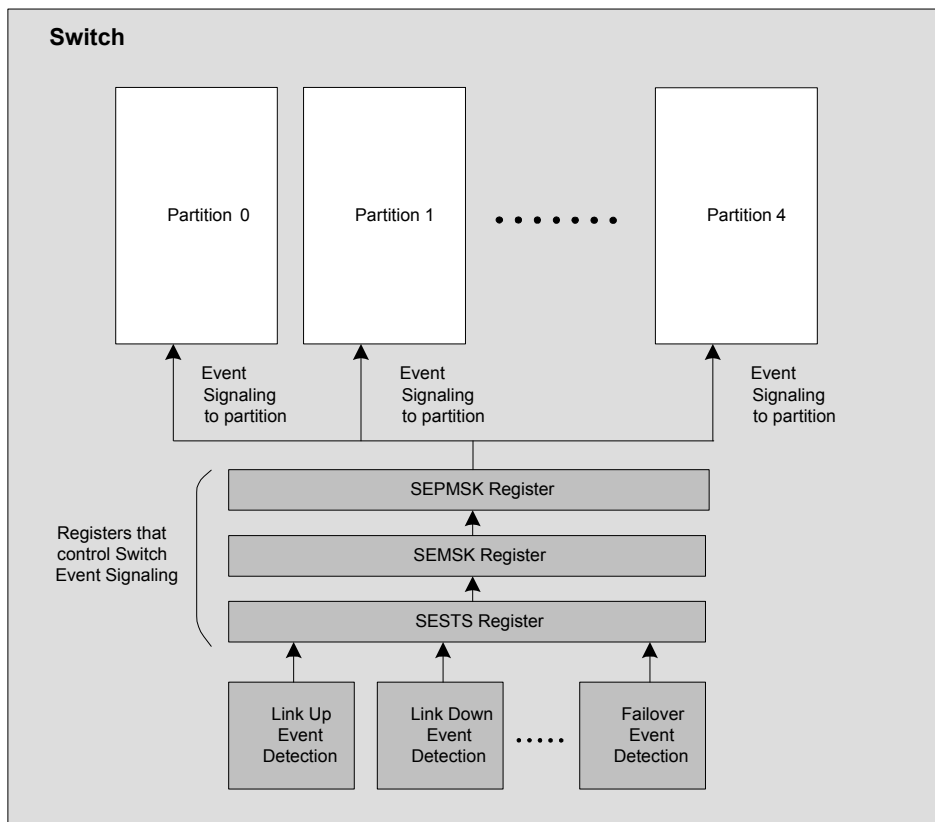 Switch
Partition 0
Partition 1
Partition 4
Event
Signaling
to partition
Event
Signaling
to partition
Event
Signaling
to partition
Registers that
control Switch
Event Signaling
SEPMSK Register
SEMSK Register
SESTS Register
Link Up
Event
Detection
Link Down
Event
Detection
Failover
Event
Detection